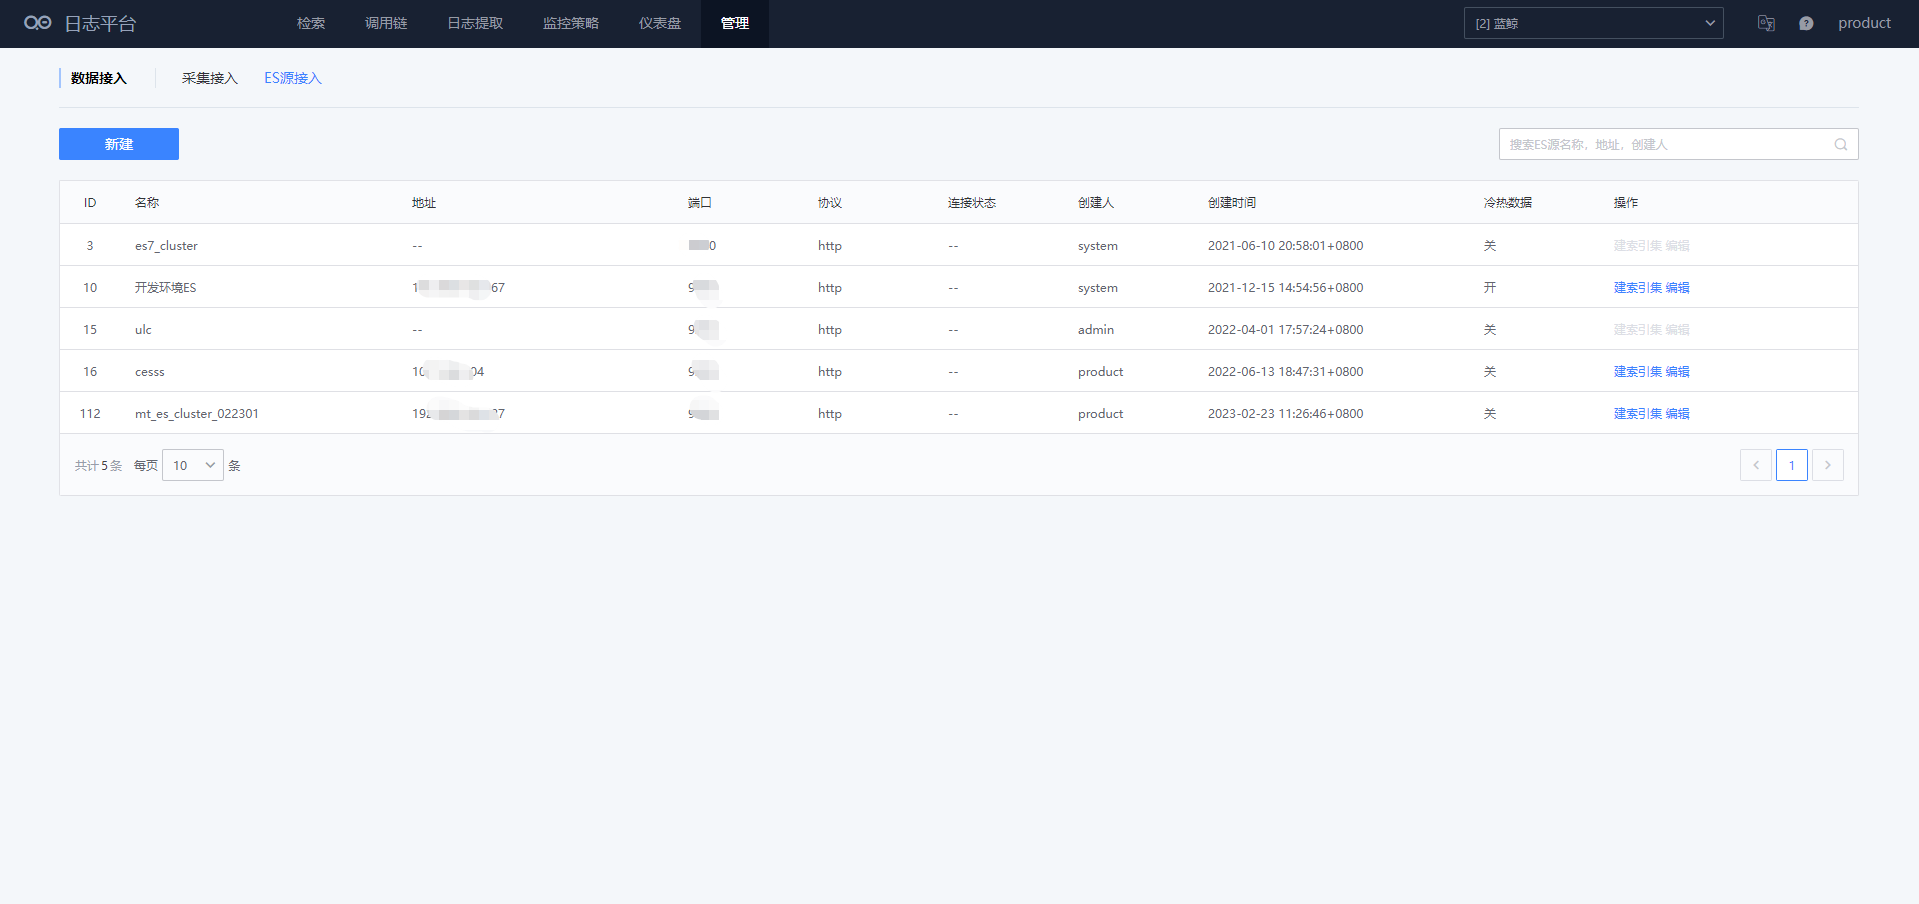 日志平台 检索 调用链 日志提取 监控策略 仪表盘 管理 [2] 蓝鲸 product
数据接入 采集接入 ES源接入
新建 搜索ES源名称，地址，创建人
ID 名称 地址 端口 协议 连接状态 创建人 创建时间 冷热数据 操作
3 es7_cluster -- 0 http -- system 2021-06-10 20:58:01+0800 关 建索引集 编辑
10 开发环境ES 1 67 9 http -- system 2021-12-15 14:54:56+0800 开 建索引集 编辑
15 ulc -- 9 http -- admin 2022-04-01 17:57:24+0800 关 建索引集 编辑
16 cesss 10 04 9 http -- product 2022-06-13 18:47:31+0800 关 建索引集 编辑
112 mt_es_cluster_022301 192 7 9 http -- product 2023-02-23 11:26:46+0800 关 建索引集 编辑
共计 5 条 每页 10 条 1